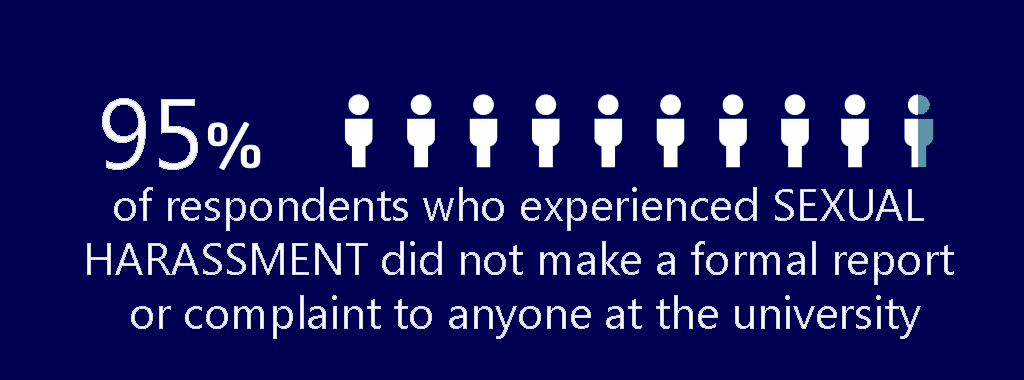 95%
of respondents who experienced SEXUAL
HARASSMENT did not make a formal report
or complaint to anyone at the university